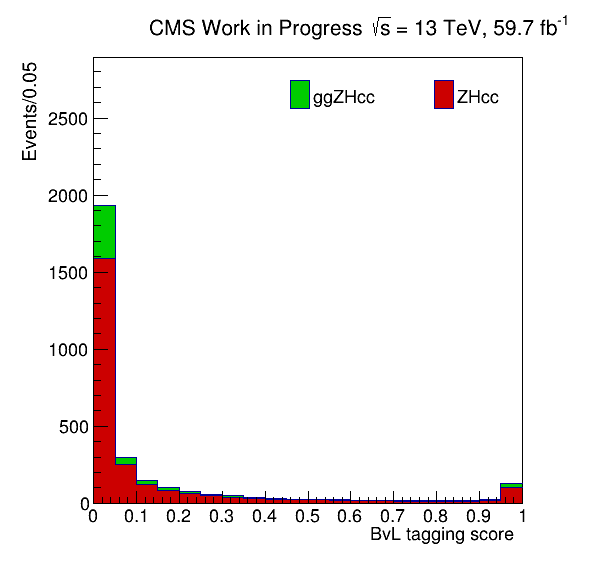 CMS Work in Progress √s = 13 TeV, 59.7 fb⁻¹
Events/0.05
ggZHcc ZHcc
2500
2000
1500
1000
500
0
0 0.1 0.2 0.3 0.4 0.5 0.6 0.7 0.8 0.9 1
BvL tagging score